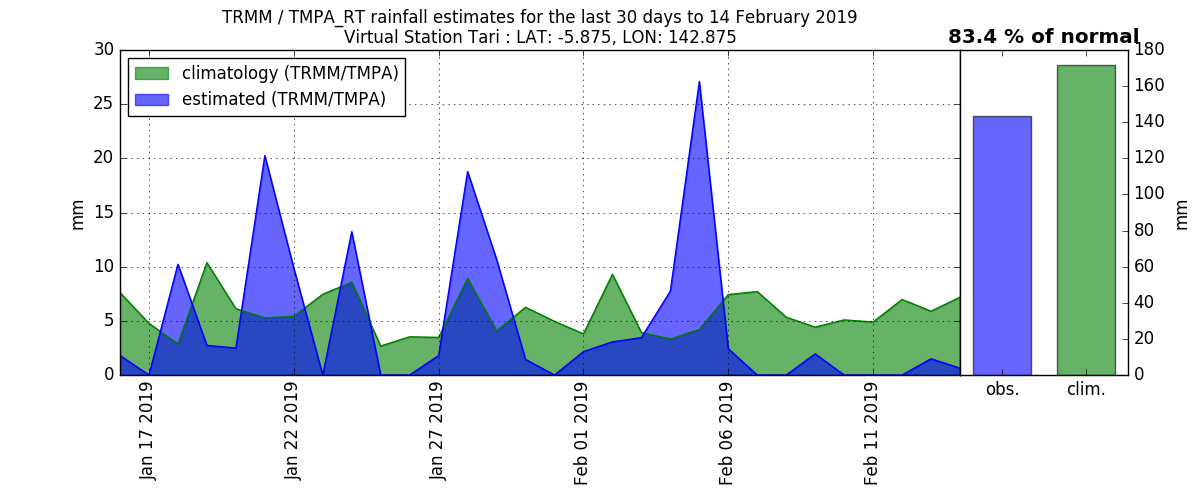 TRMM / TMPA_RT rainfall estimates for the last 30 days to 14 February 2019
Virtual Station Tari : LAT: -5.875, LON: 142.875
83.4 % of normal
climatology (TRMM/TMPA)
estimated (TRMM/TMPA)
30
25
20
15
10
5
0
mm
Jan 17 2019
Jan 22 2019
Jan 27 2019
Feb 01 2019
Feb 06 2019
Feb 11 2019
180
160
140
120
100
80
60
40
20
0
mm
obs.
clim.